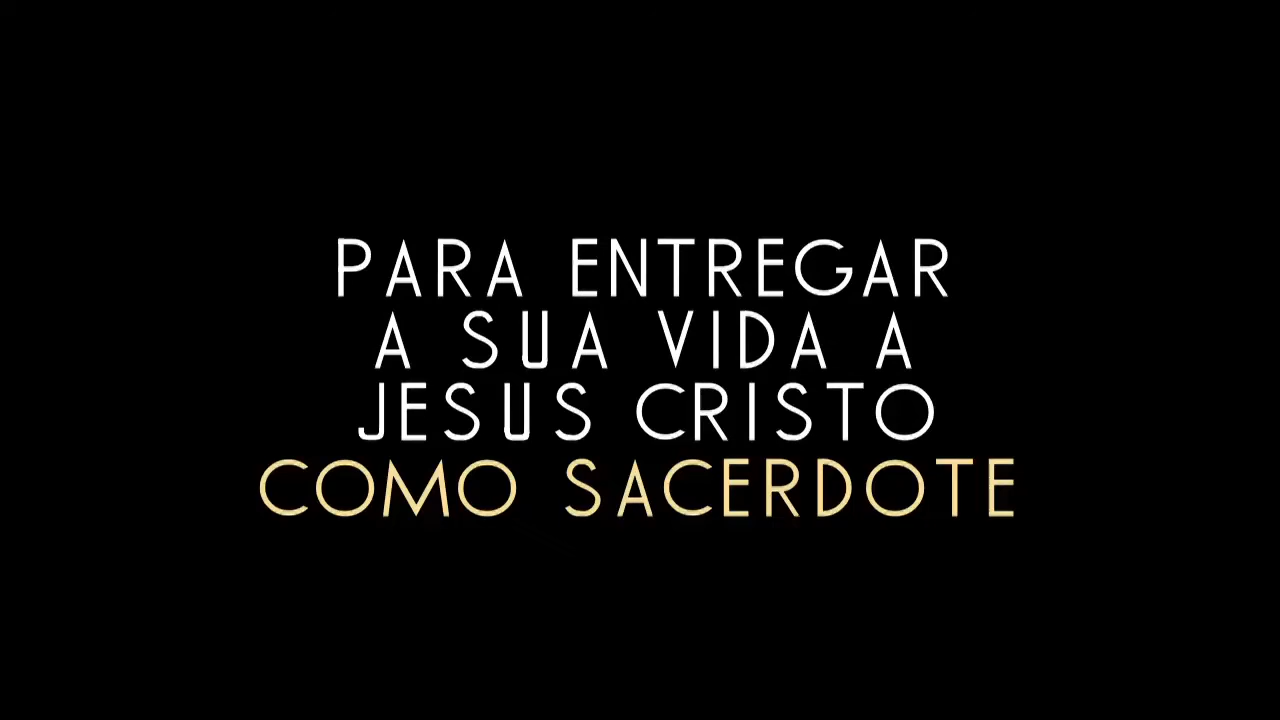 PARA ENTREGAR
A SUA VIDA A
JESUS CRISTO
COMO SACERDOTE